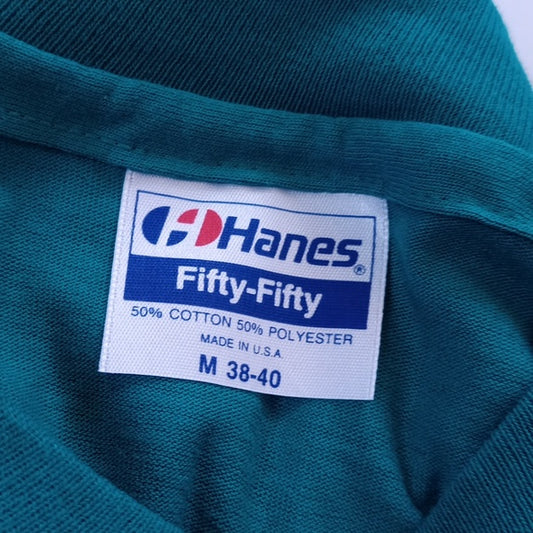 Hanes®
Fifty-Fifty
50% COTTON 50% POLYESTER
MADE IN U.S.A
M 38-40